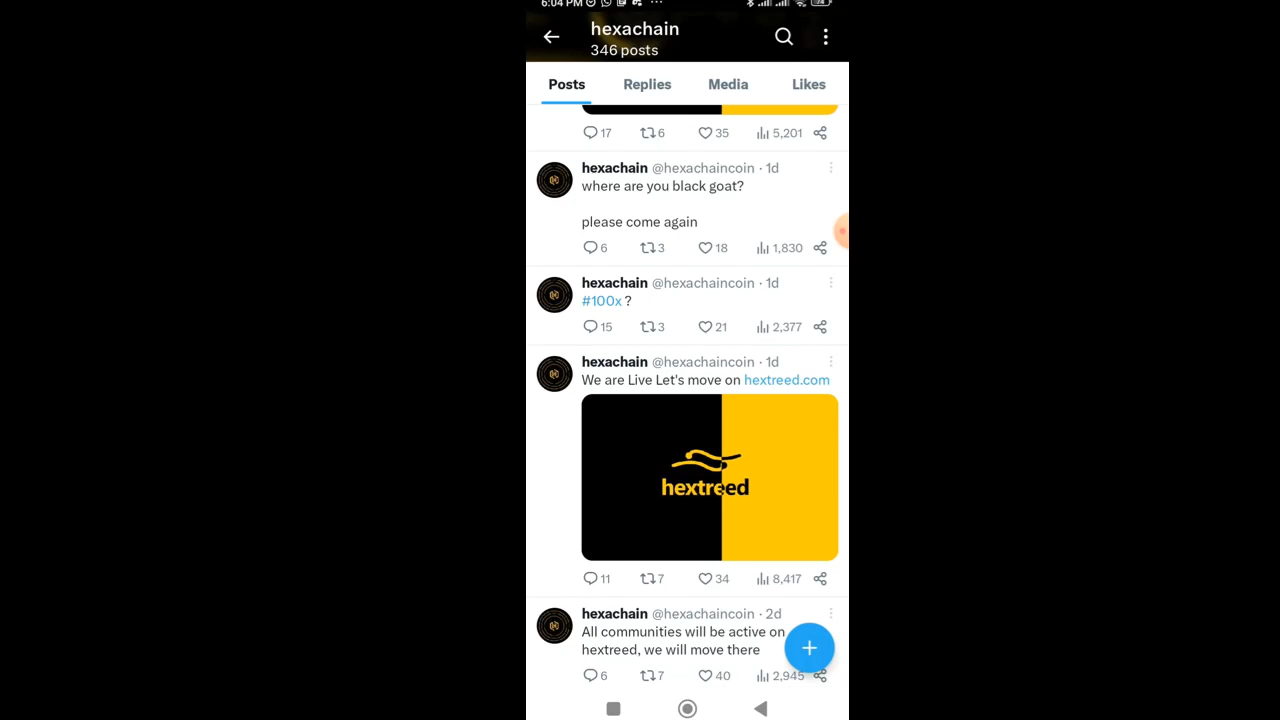 6:04 PM
hexachain
346 posts
Posts Replies Media Likes
17 6 35 5,201
hexachain @hexachaincoin · 1d
where are you black goat?
please come again
6 3 18 1,830
hexachain @hexachaincoin · 1d
#100x ?
15 3 21 2,377
hexachain @hexachaincoin · 1d
We are Live Let's move on hextreed.com
hextreed
11 7 34 8,417
hexachain @hexachaincoin · 2d
All communities will be active on
hextreed, we will move there
6 7 40 2,945